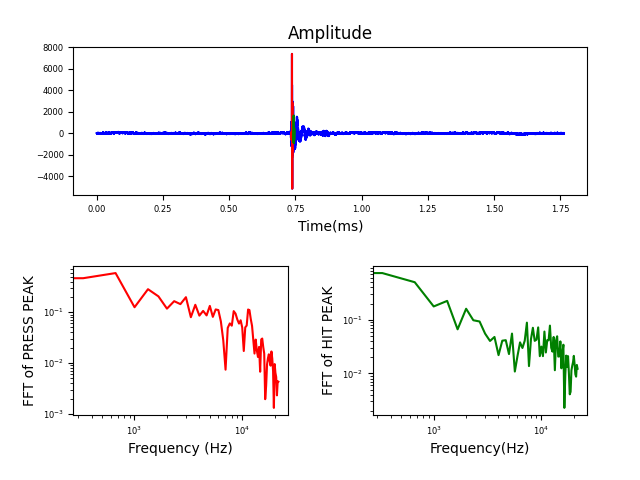 Amplitude
8000
6000
4000
2000
0
−2000
−4000
0.00 0.25 0.50 0.75 1.00 1.25 1.50 1.75
Time(ms)
FFT of PRESS PEAK
10⁻¹
10⁻²
10⁻³
10³ 10⁴
Frequency (Hz)
FFT of HIT PEAK
10⁻¹
10⁻²
10³ 10⁴
Frequency(Hz)